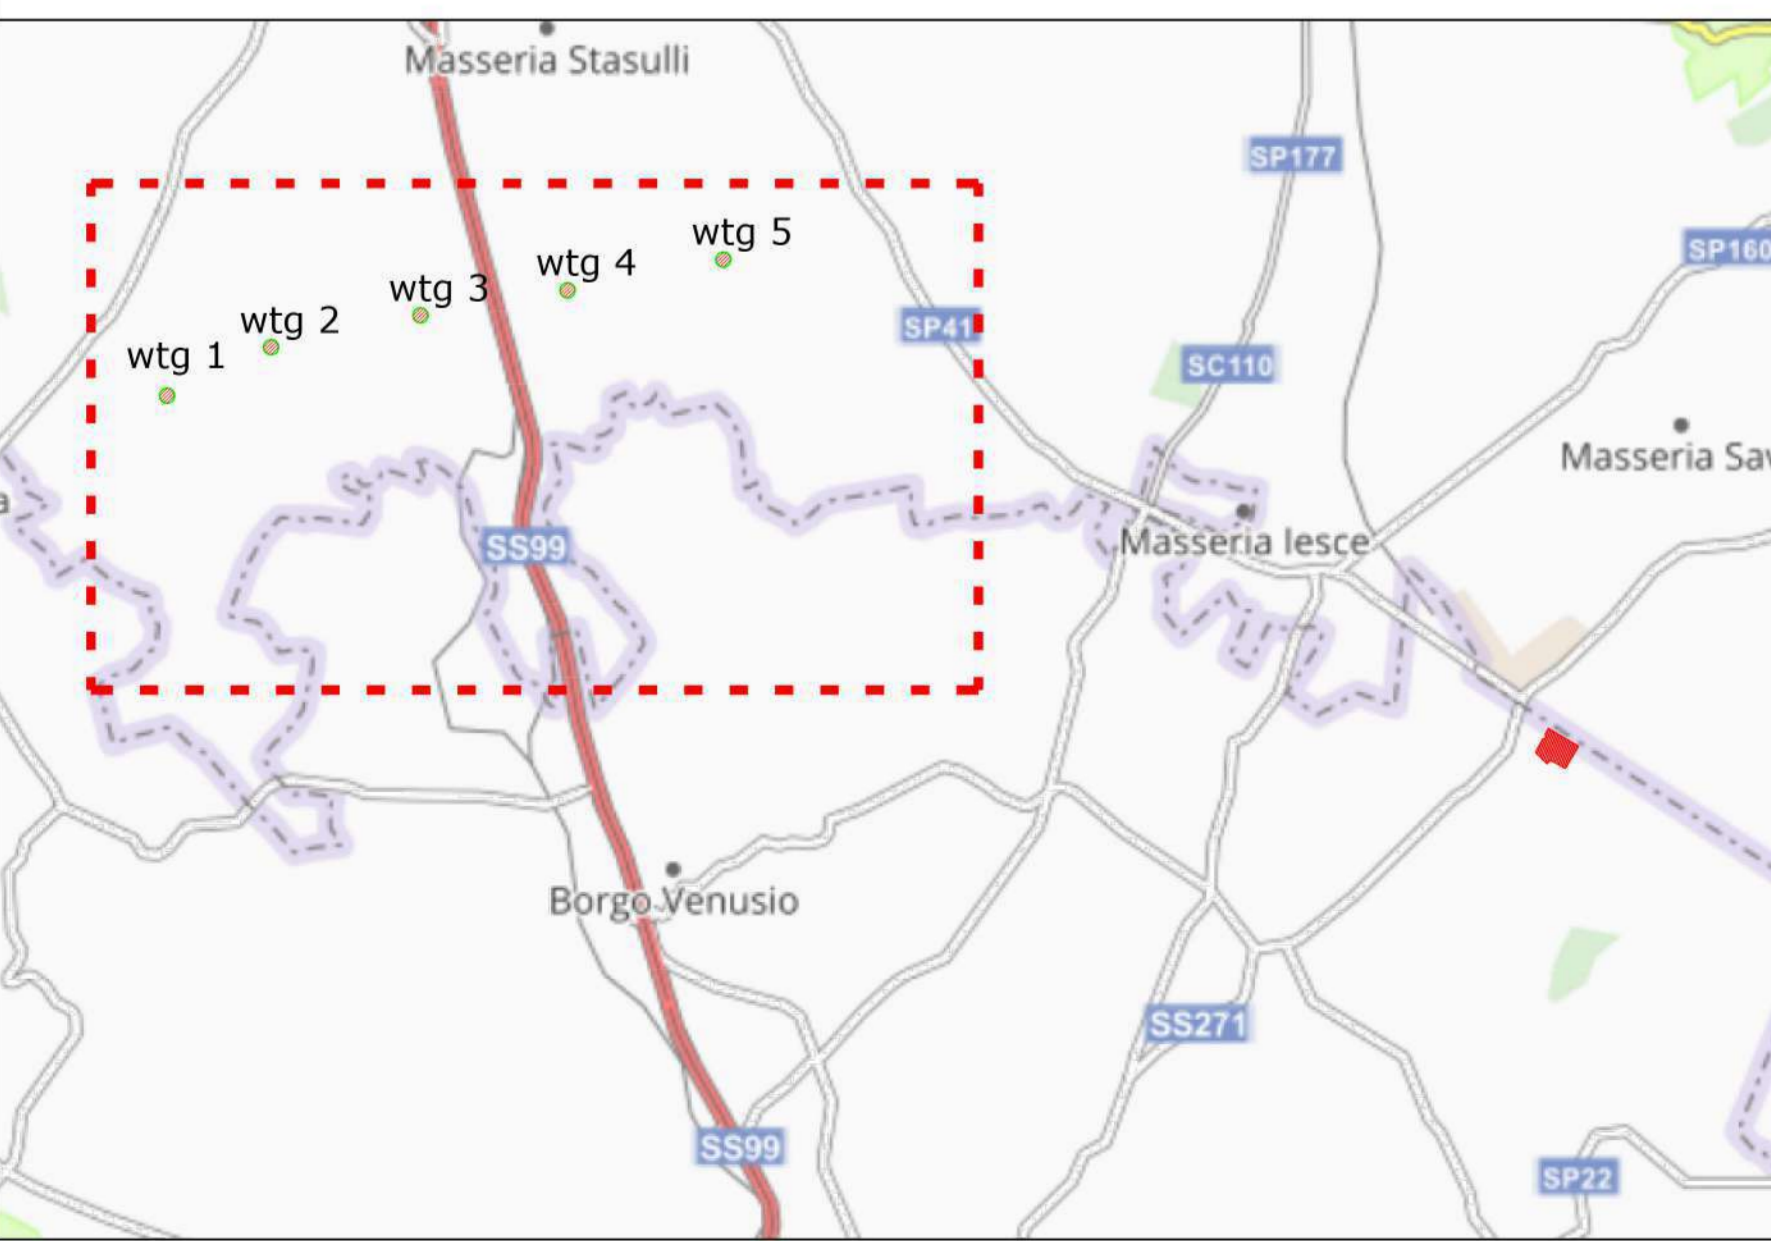 Masseria Stasulli
SP177
wtg 5
SP160
wtg 4
wtg 3
wtg 2
SP41
wtg 1
SC110
Masseria Sav
a
Masseria Iesce
SS99
Borgo Venusio
SS271
SS99
SP22